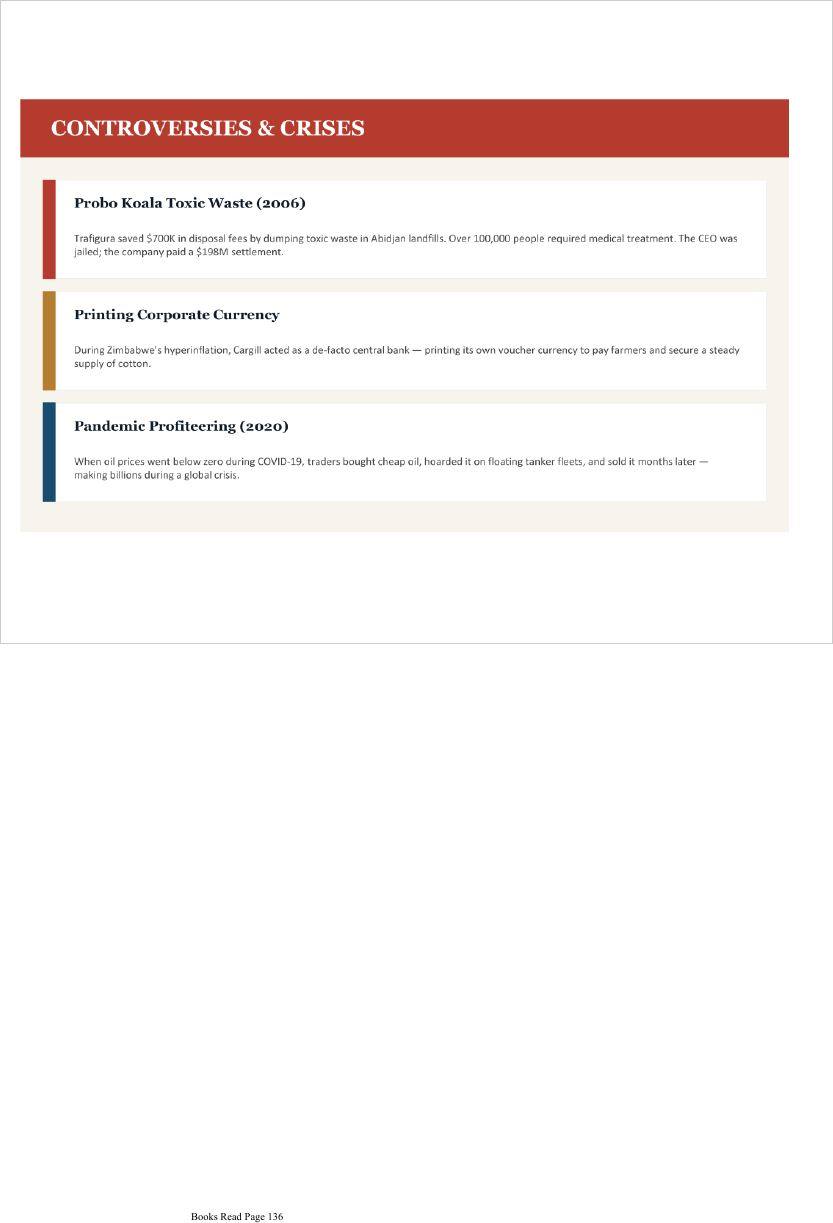 CONTROVERSIES & CRISES
Probo Koala Toxic Waste (2006)
Trafigura saved $700K in disposal fees by dumping toxic waste in Abidjan landfills. Over 100,000 people required medical treatment. The CEO was
jailed; the company paid a $198M settlement.
Printing Corporate Currency
During Zimbabwe's hyperinflation, Cargill acted as a de-facto central bank — printing its own voucher currency to pay farmers and secure a steady
supply of cotton.
Pandemic Profiteering (2020)
When oil prices went below zero during COVID-19, traders bought cheap oil, hoarded it on floating tanker fleets, and sold it months later —
making billions during a global crisis.
Books Read Page 136